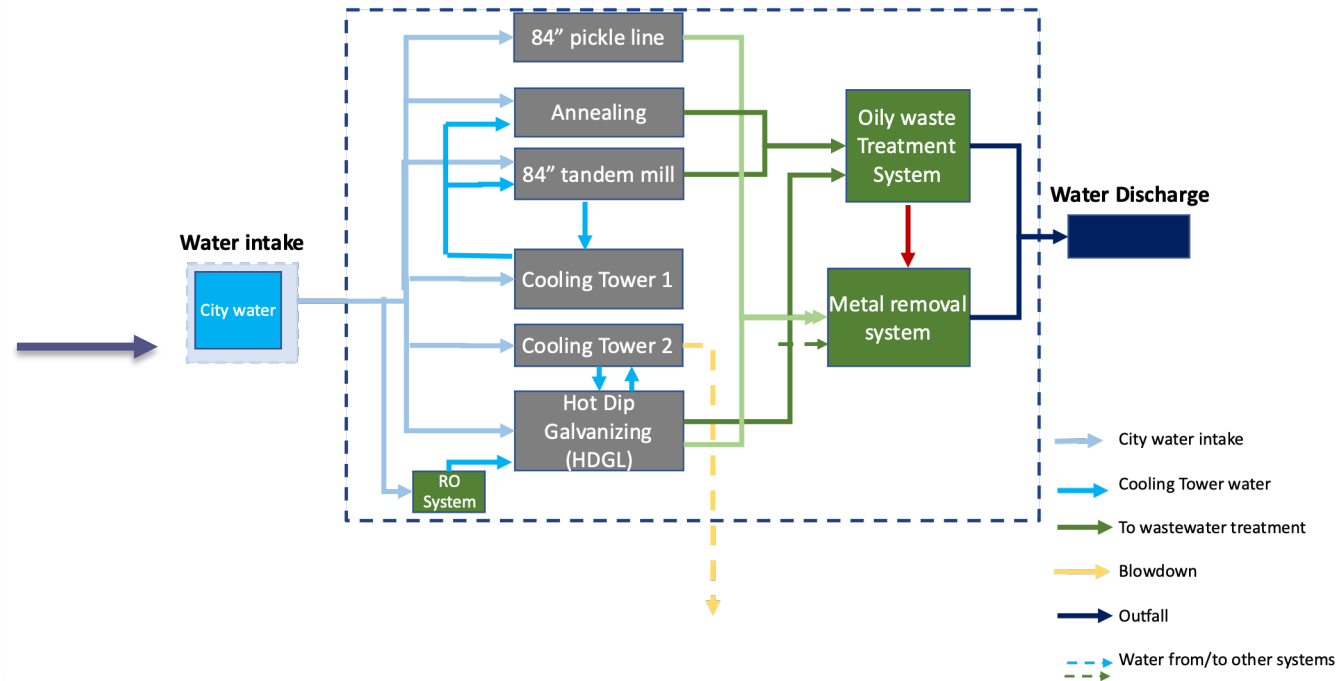 84” pickle line
Annealing
84” tandem mill
Cooling Tower 1
Cooling Tower 2
Hot Dip
Galvanizing
(HDGL)
RO
System
Water intake
City water
Oily waste
Treatment
System
Metal removal
system
Water Discharge
City water intake
Cooling Tower water
To wastewater treatment
Blowdown
Outfall
Water from/to other systems